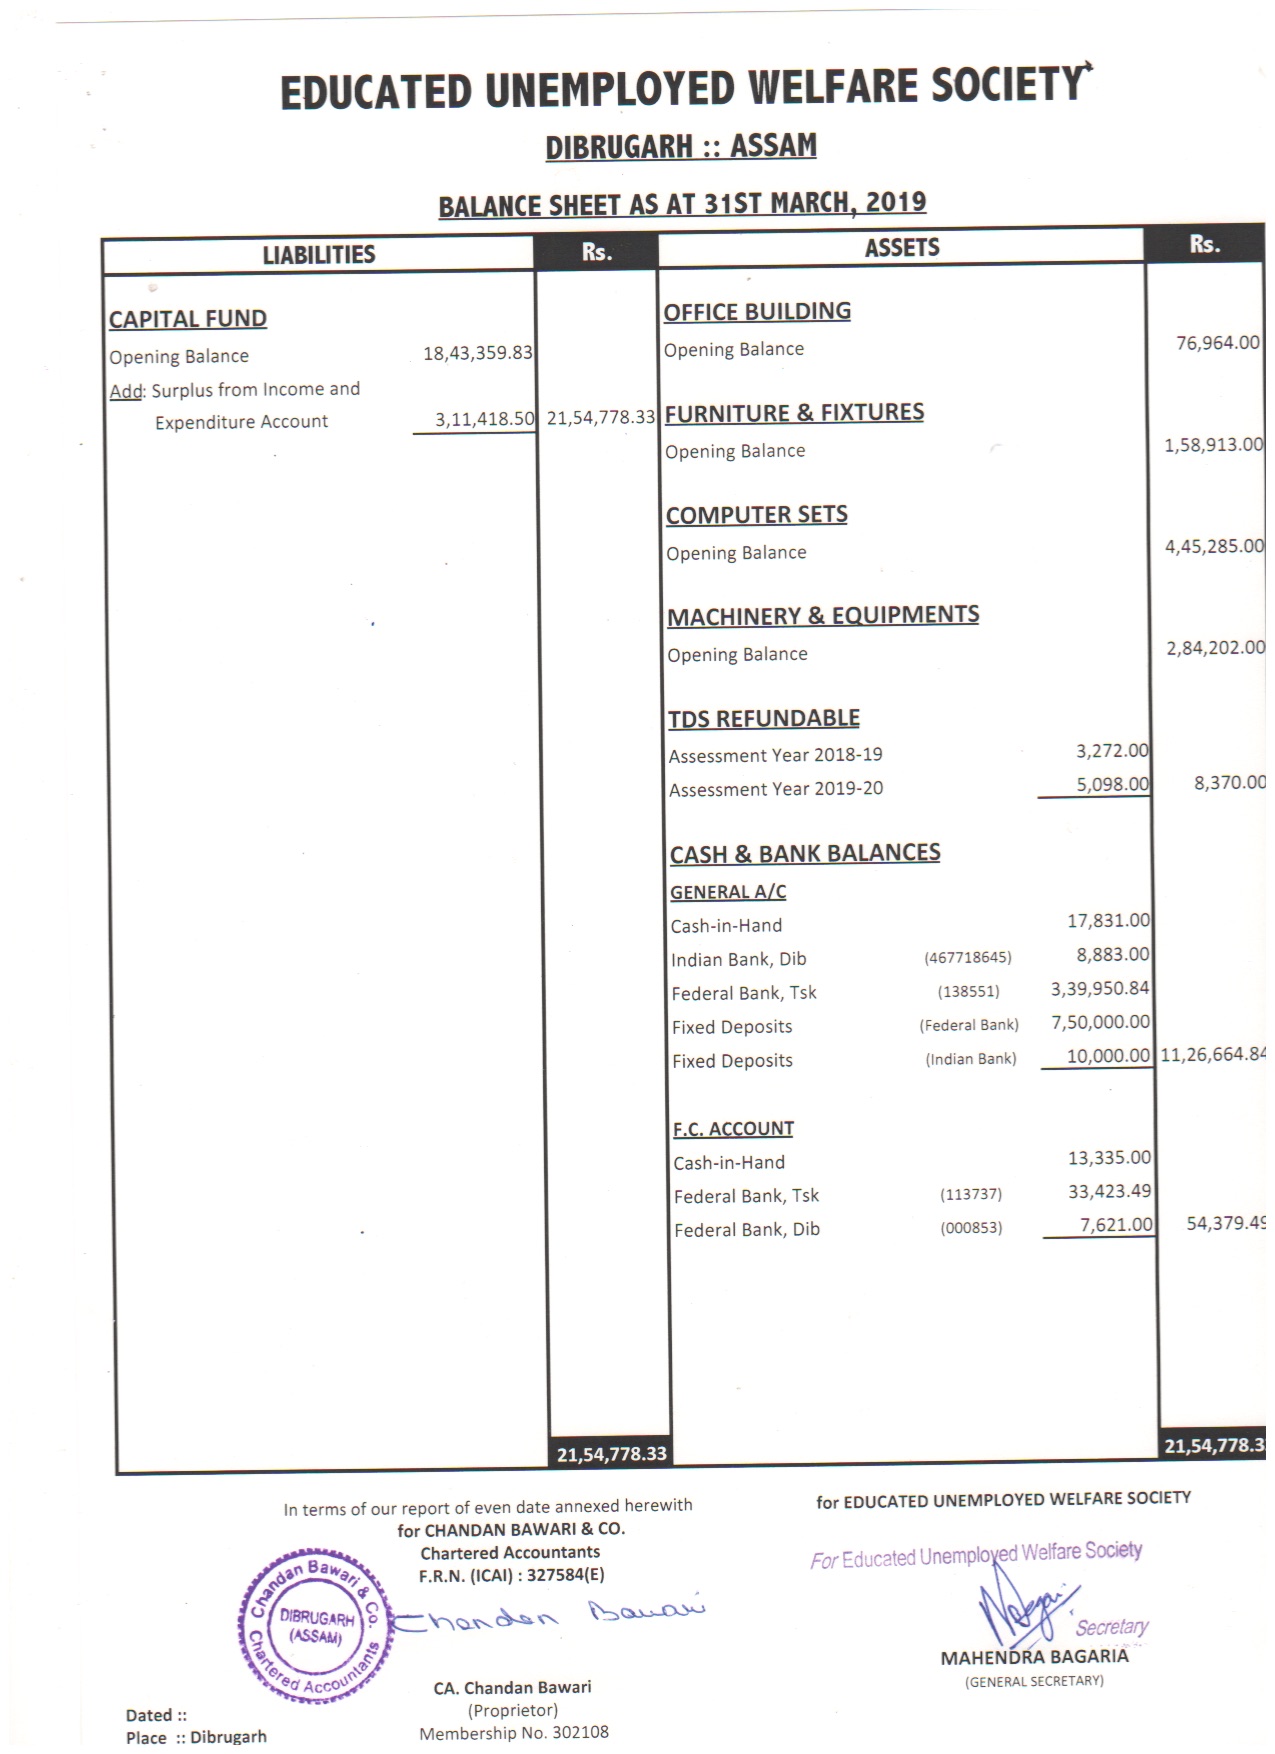 EDUCATED UNEMPLOYED WELFARE SOCIETY
DIBRUGARH :: ASSAM
BALANCE SHEET AS AT 31ST MARCH, 2019
LIABILITIES Rs. ASSETS Rs.
CAPITAL FUND
Opening Balance 18,43,359.83
Add: Surplus from Income and
Expenditure Account 3,11,418.50 21,54,778.33
OFFICE BUILDING
Opening Balance 76,964.00
FURNITURE & FIXTURES
Opening Balance 1,58,913.00
COMPUTER SETS
Opening Balance 4,45,285.00
MACHINERY & EQUIPMENTS
Opening Balance 2,84,202.00
TDS REFUNDABLE
Assessment Year 2018-19 3,272.00
Assessment Year 2019-20 5,098.00 8,370.00
CASH & BANK BALANCES
GENERAL A/C
Cash-in-Hand 17,831.00
Indian Bank, Dib (467718645) 8,883.00
Federal Bank, Tsk (138551) 3,39,950.84
Fixed Deposits (Federal Bank) 7,50,000.00
Fixed Deposits (Indian Bank) 10,000.00 11,26,664.84
F.C. ACCOUNT
Cash-in-Hand 13,335.00
Federal Bank, Tsk (113737) 33,423.49
Federal Bank, Dib (000853) 7,621.00 54,379.49
21,54,778.33 21,54,778.3
In terms of our report of even date annexed herewith
for CHANDAN BAWARI & CO.
Chartered Accountants
F.R.N. (ICAI) : 327584(E)
Chandan Bawari & Co.
DIBRUGARH
(ASSAM)
Chartered Accountants
Chandan Bawari
CA. Chandan Bawari
(Proprietor)
Membership No. 302108
Dated ::
Place :: Dibrugarh
for EDUCATED UNEMPLOYED WELFARE SOCIETY
For Educated Unemployed Welfare Society
Secretary
MAHENDRA BAGARIA
(GENERAL SECRETARY)